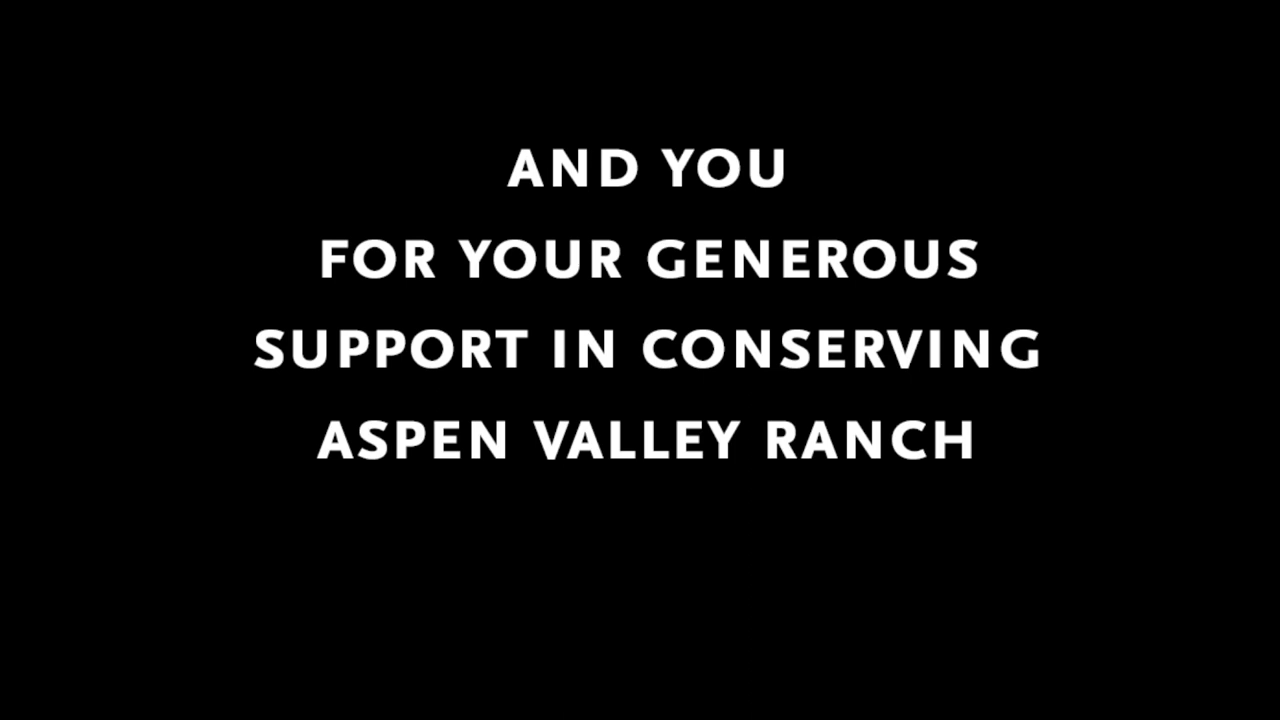 AND YOU
FOR YOUR GENEROUS
SUPPORT IN CONSERVING
ASPEN VALLEY RANCH